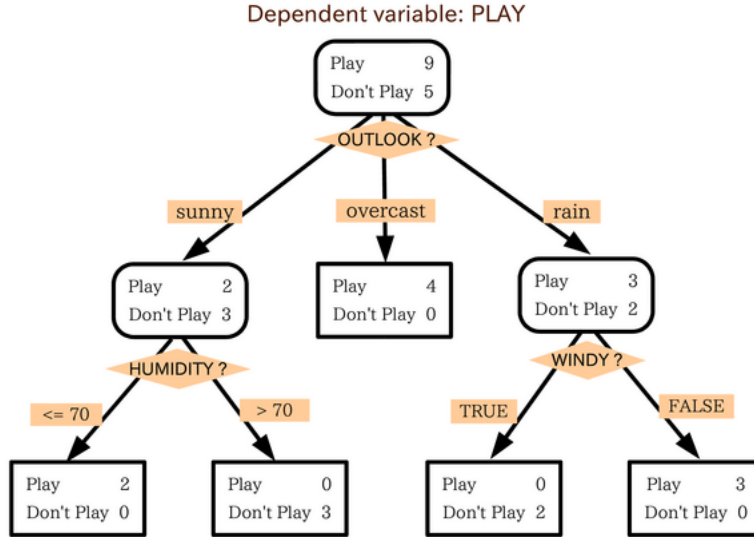 Dependent variable: PLAY
Play 9
Don't Play 5
OUTLOOK ?
sunny
overcast
rain
Play 2
Don't Play 3
Play 4
Don't Play 0
Play 3
Don't Play 2
HUMIDITY ?
WINDY ?
<= 70
> 70
TRUE
FALSE
Play 2
Don't Play 0
Play 0
Don't Play 3
Play 0
Don't Play 2
Play 3
Don't Play 0